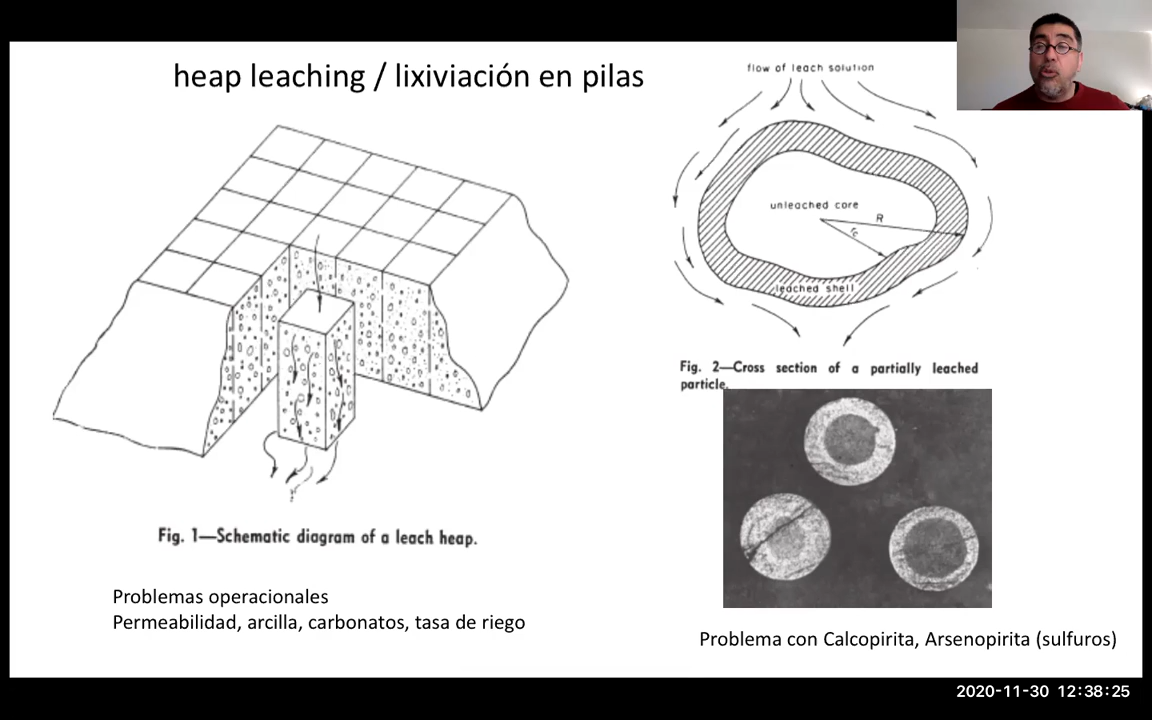 heap leaching / lixiviación en pilas
flow of leach solution
unleached core
R
rc
leached shell
Fig. 2—Cross section of a partially leached
particle.
Fig. 1—Schematic diagram of a leach heap.
Problemas operacionales
Permeabilidad, arcilla, carbonatos, tasa de riego
Problema con Calcopirita, Arsenopirita (sulfuros)
2020-11-30 12:38:25